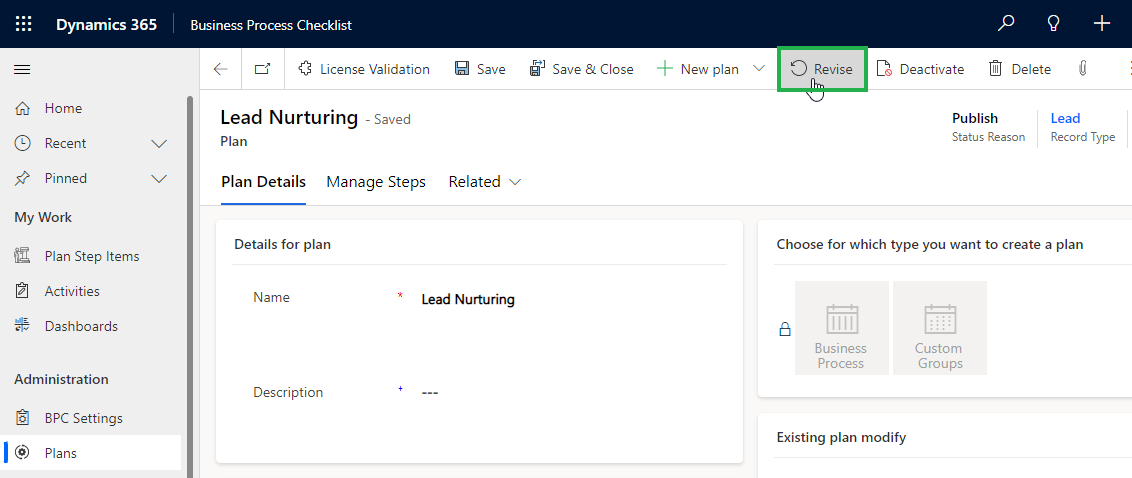 Dynamics 365 Business Process Checklist
License Validation Save Save & Close New plan Revise Deactivate Delete
Home
Recent
Pinned
My Work
Plan Step Items
Activities
Dashboards
Administration
BPC Settings
Plans
Lead Nurturing - Saved
Plan
Publish
Status Reason
Lead
Record Type
Plan Details Manage Steps Related
Details for plan
Name * Lead Nurturing
Description + ---
Choose for which type you want to create a plan
Business
Process
Custom
Groups
Existing plan modify